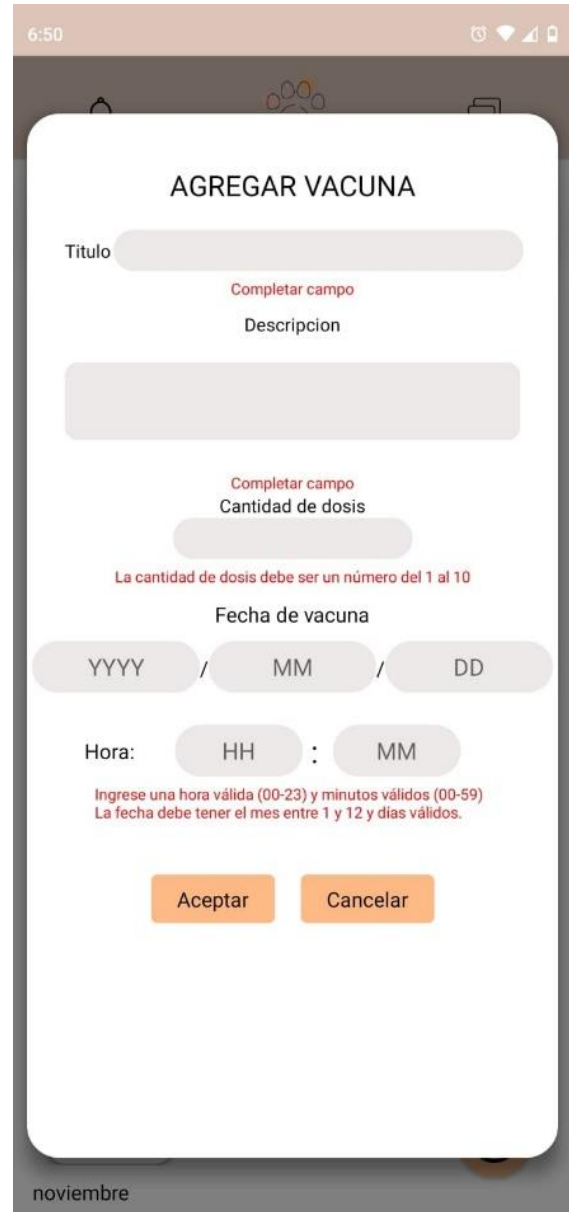 6:50
AGREGAR VACUNA
Titulo
Completar campo
Descripcion
Completar campo
Cantidad de dosis
La cantidad de dosis debe ser un número del 1 al 10
Fecha de vacuna
YYYY / MM / DD
Hora: HH : MM
Ingrese una hora válida (00-23) y minutos válidos (00-59)
La fecha debe tener el mes entre 1 y 12 y días válidos.
Aceptar Cancelar
noviembre